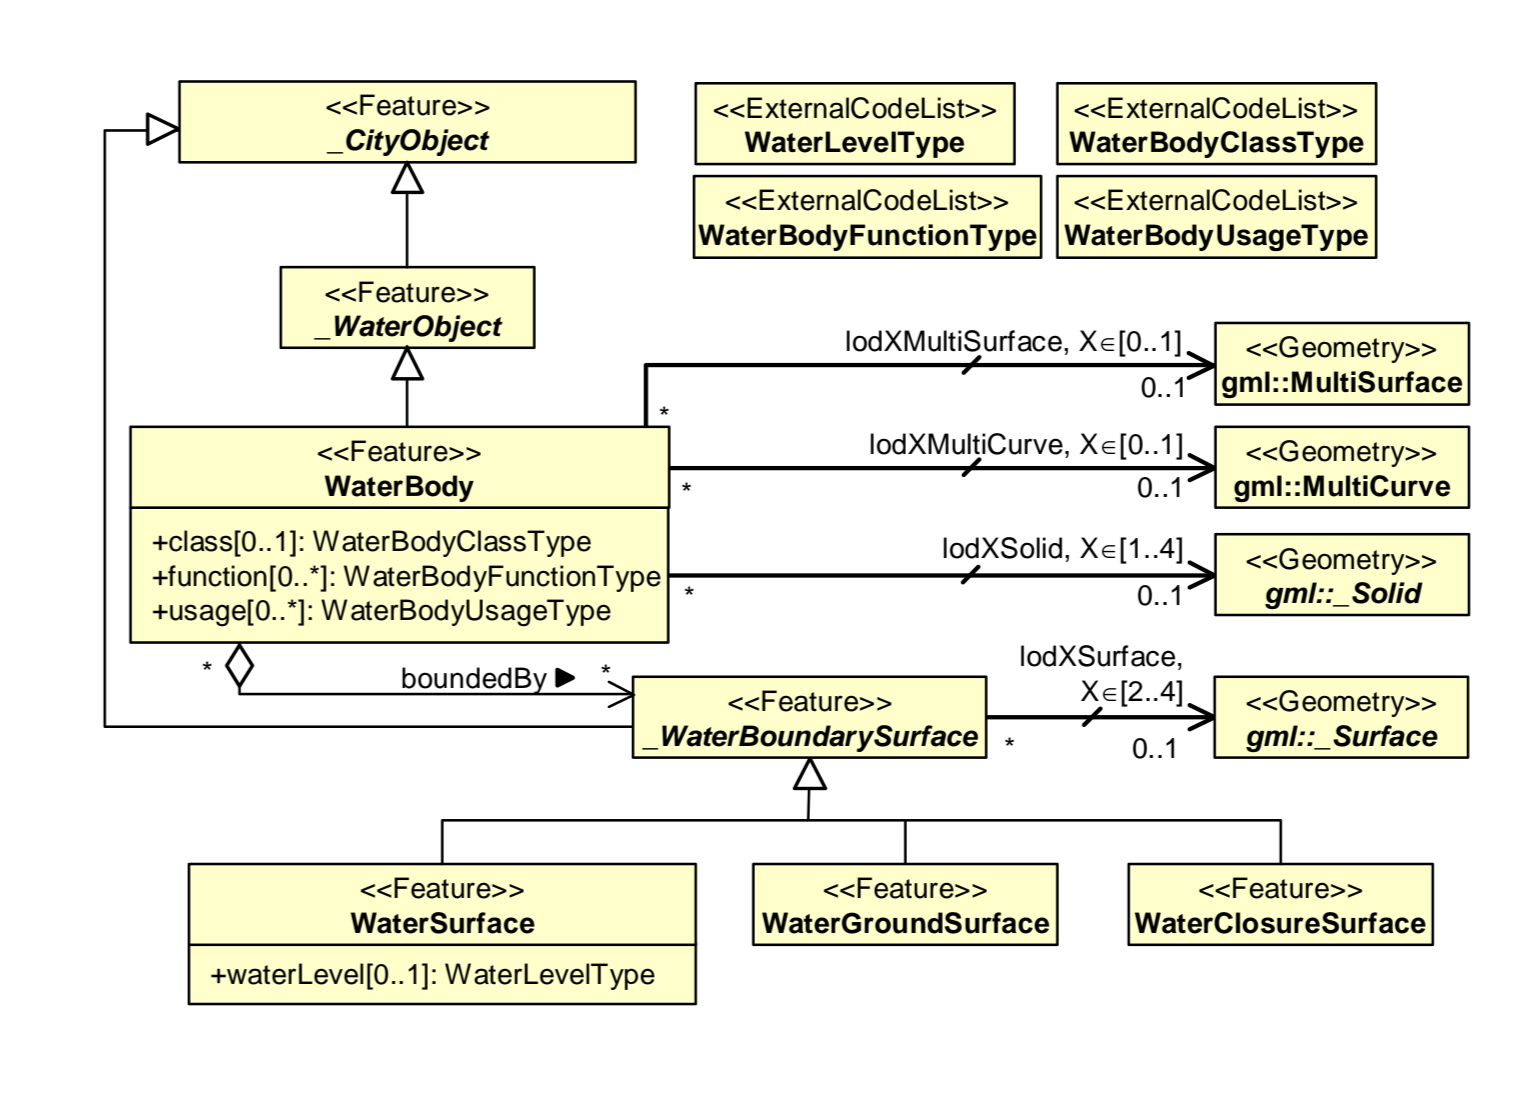 <<Feature>>
_CityObject
<<ExternalCodeList>>
WaterLevelType
<<ExternalCodeList>>
WaterBodyClassType
<<ExternalCodeList>>
WaterBodyFunctionType
<<ExternalCodeList>>
WaterBodyUsageType
<<Feature>>
_WaterObject
lodXMultiSurface, X∈[0..1]
*
0..1
<<Geometry>>
gml::MultiSurface
<<Feature>>
WaterBody
+class[0..1]: WaterBodyClassType
+function[0..*]: WaterBodyFunctionType
+usage[0..*]: WaterBodyUsageType
lodXMultiCurve, X∈[0..1]
*
0..1
<<Geometry>>
gml::MultiCurve
lodXSolid, X∈[1..4]
*
0..1
<<Geometry>>
gml::_Solid
*
boundedBy ▶
*
<<Feature>>
_WaterBoundarySurface
lodXSurface,
X∈[2..4]
*
0..1
<<Geometry>>
gml::_Surface
<<Feature>>
WaterSurface
+waterLevel[0..1]: WaterLevelType
<<Feature>>
WaterGroundSurface
<<Feature>>
WaterClosureSurface